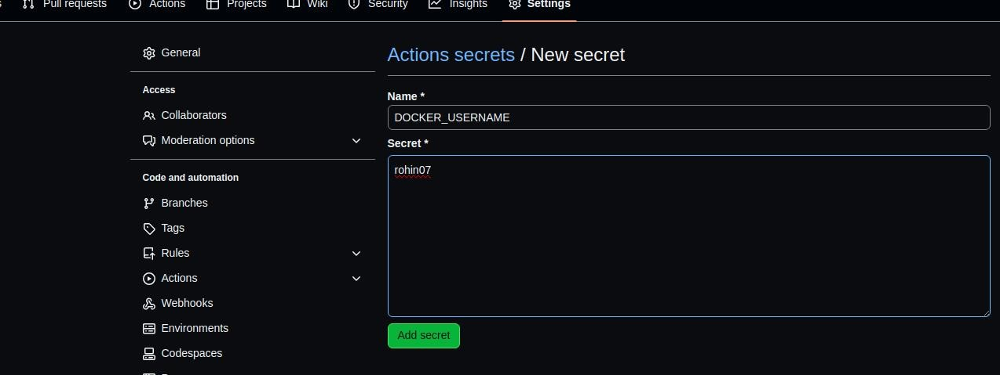 Pull requests
Actions
Projects
Wiki
Security
Insights
Settings
General
Access
Collaborators
Moderation options
Code and automation
Branches
Tags
Rules
Actions
Webhooks
Environments
Codespaces
Actions secrets / New secret
Name *
DOCKER_USERNAME
Secret *
rohin07
Add secret